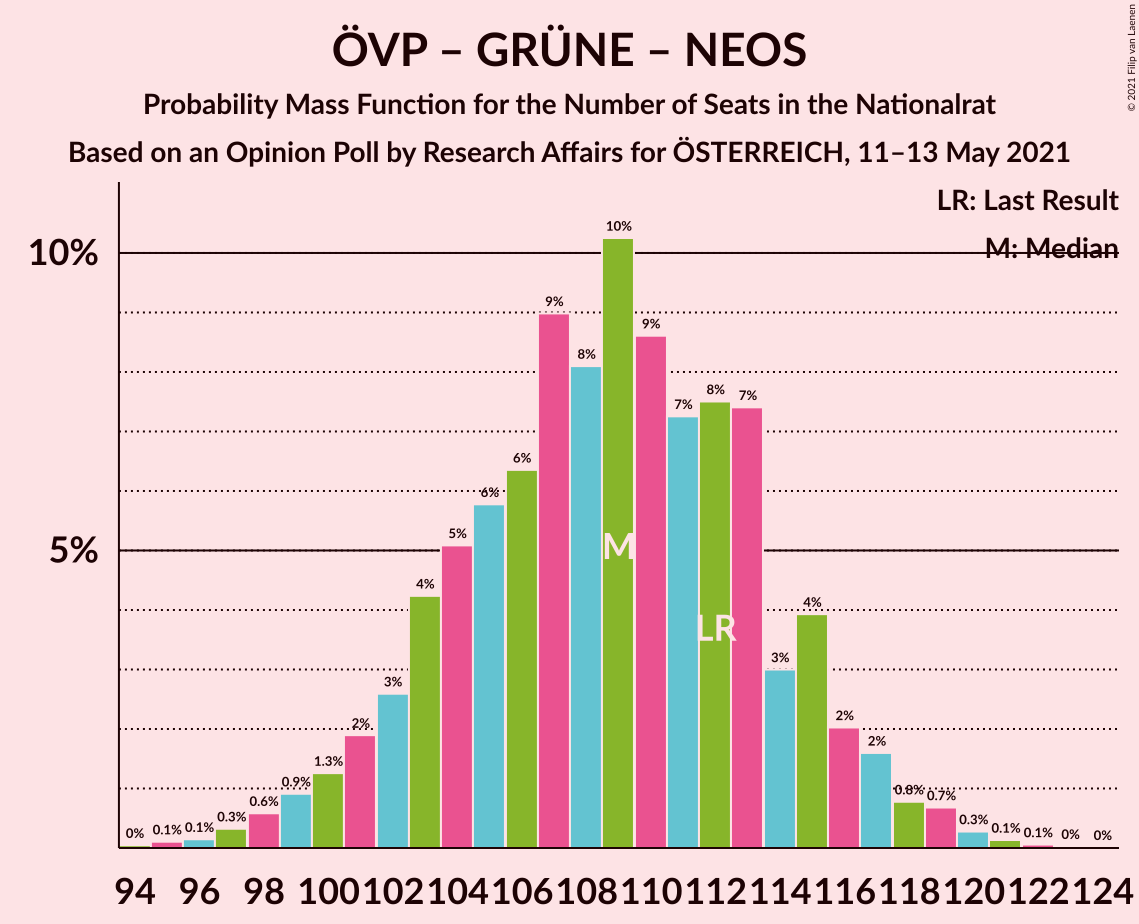 ÖVP – GRÜNE – NEOS
Probability Mass Function for the Number of Seats in the Nationalrat
Based on an Opinion Poll by Research Affairs for ÖSTERREICH, 11–13 May 2021
© 2021 Filip van Laenen
LR: Last Result
M: Median
10%
5%
0% 0.1% 0.1% 0.3% 0.6% 0.9% 1.3% 2% 3% 4% 5% 6% 6% 9% 8% 10% 9% 7% 8% 7% 3% 4% 2% 2% 0.8% 0.7% 0.3% 0.1% 0.1% 0% 0%
M
LR
94 96 98 100 102 104 106 108 110 112 114 116 118 120 122 124